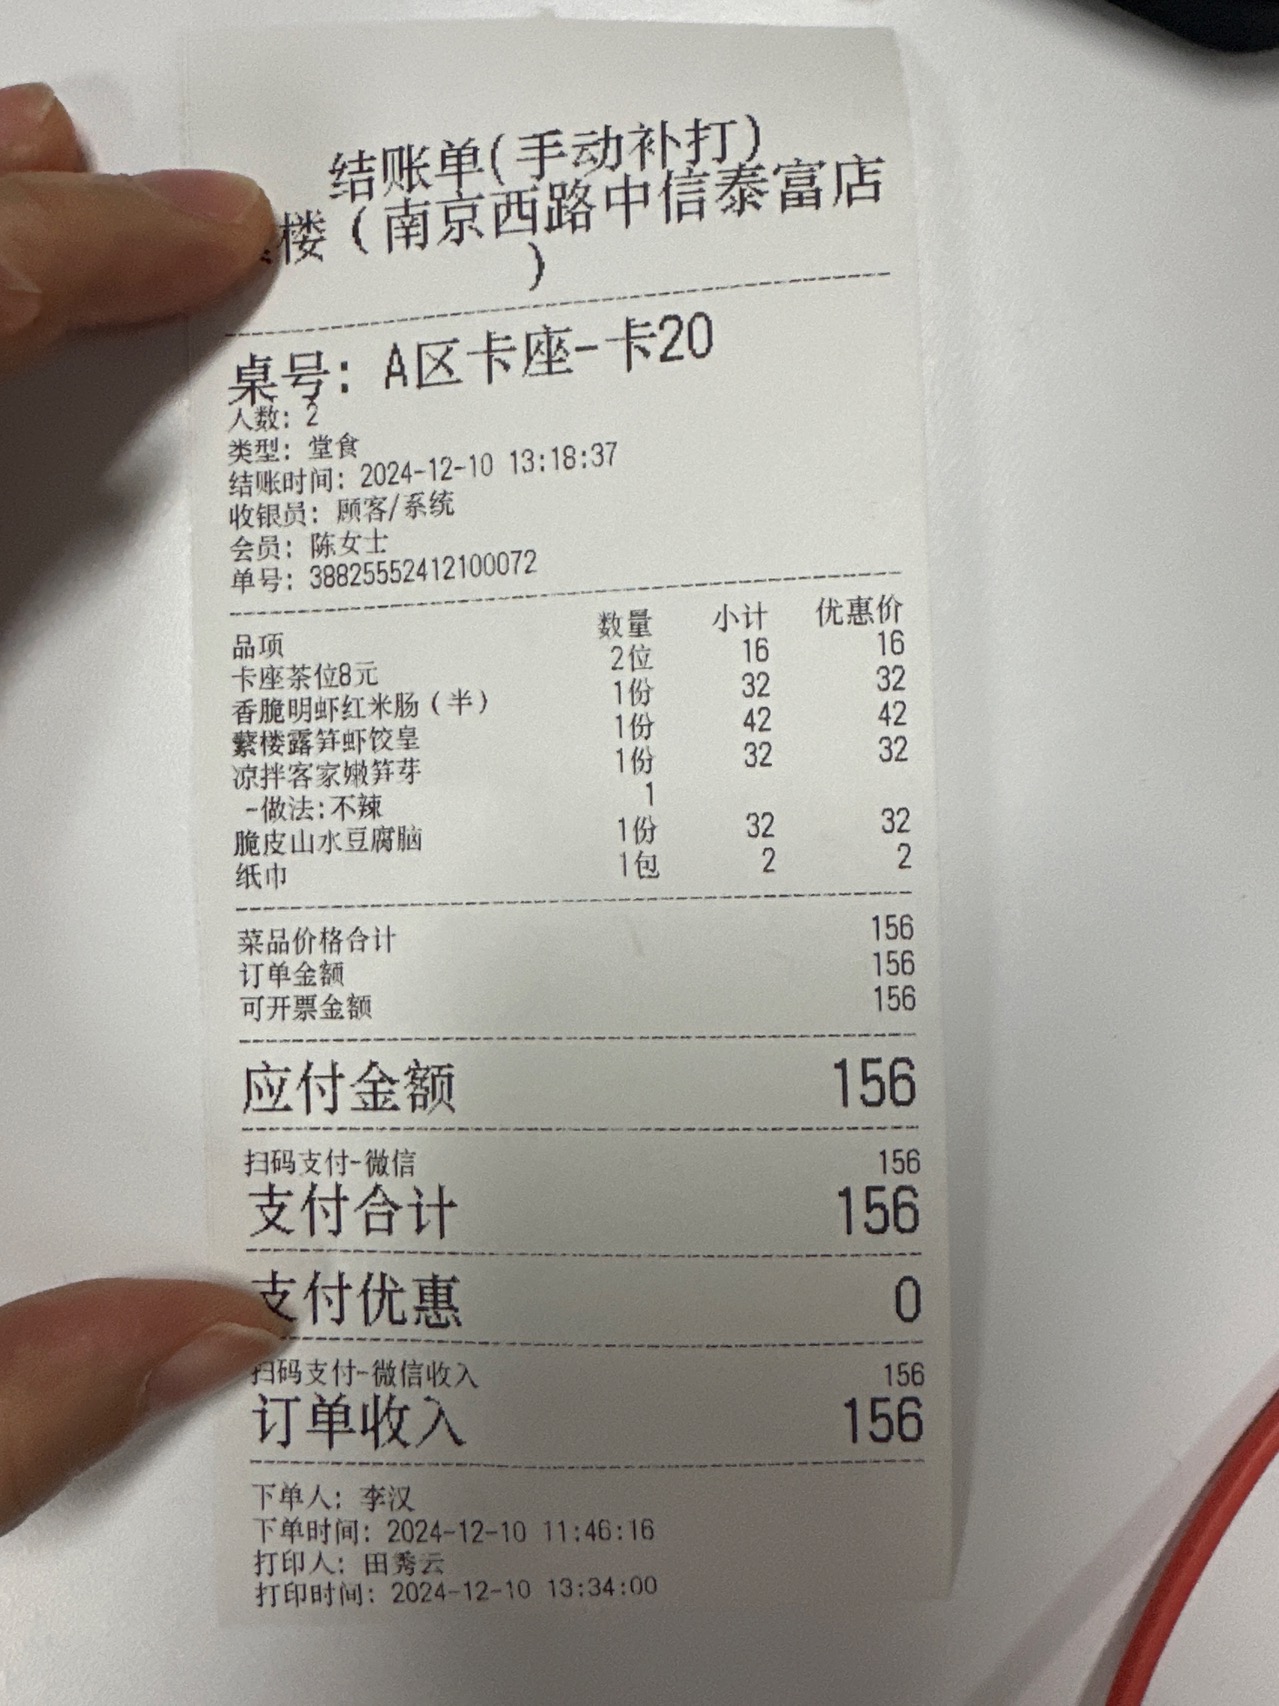 结账单(手动补打)
楼（南京西路中信泰富店
）
桌号: A区卡座-卡20
人数: 2
类型: 堂食
结账时间: 2024-12-10 13:18:37
收银员: 顾客/系统
会员: 陈女士
单号: 38825552412100072
品项 数量 小计 优惠价
卡座茶位8元 2位 16 16
香脆明虾红米肠（半） 1份 32 32
蘩楼露笋虾饺皇 1份 42 42
凉拌客家嫩笋芽 1份 32 32
-做法:不辣 1
脆皮山水豆腐脑 1份 32 32
纸巾 1包 2 2
菜品价格合计 156
订单金额 156
可开票金额 156
应付金额 156
扫码支付-微信 156
支付合计 156
支付优惠 0
扫码支付-微信收入 156
订单收入 156
下单人: 李汉
下单时间: 2024-12-10 11:46:16
打印人: 田秀云
打印时间: 2024-12-10 13:34:00